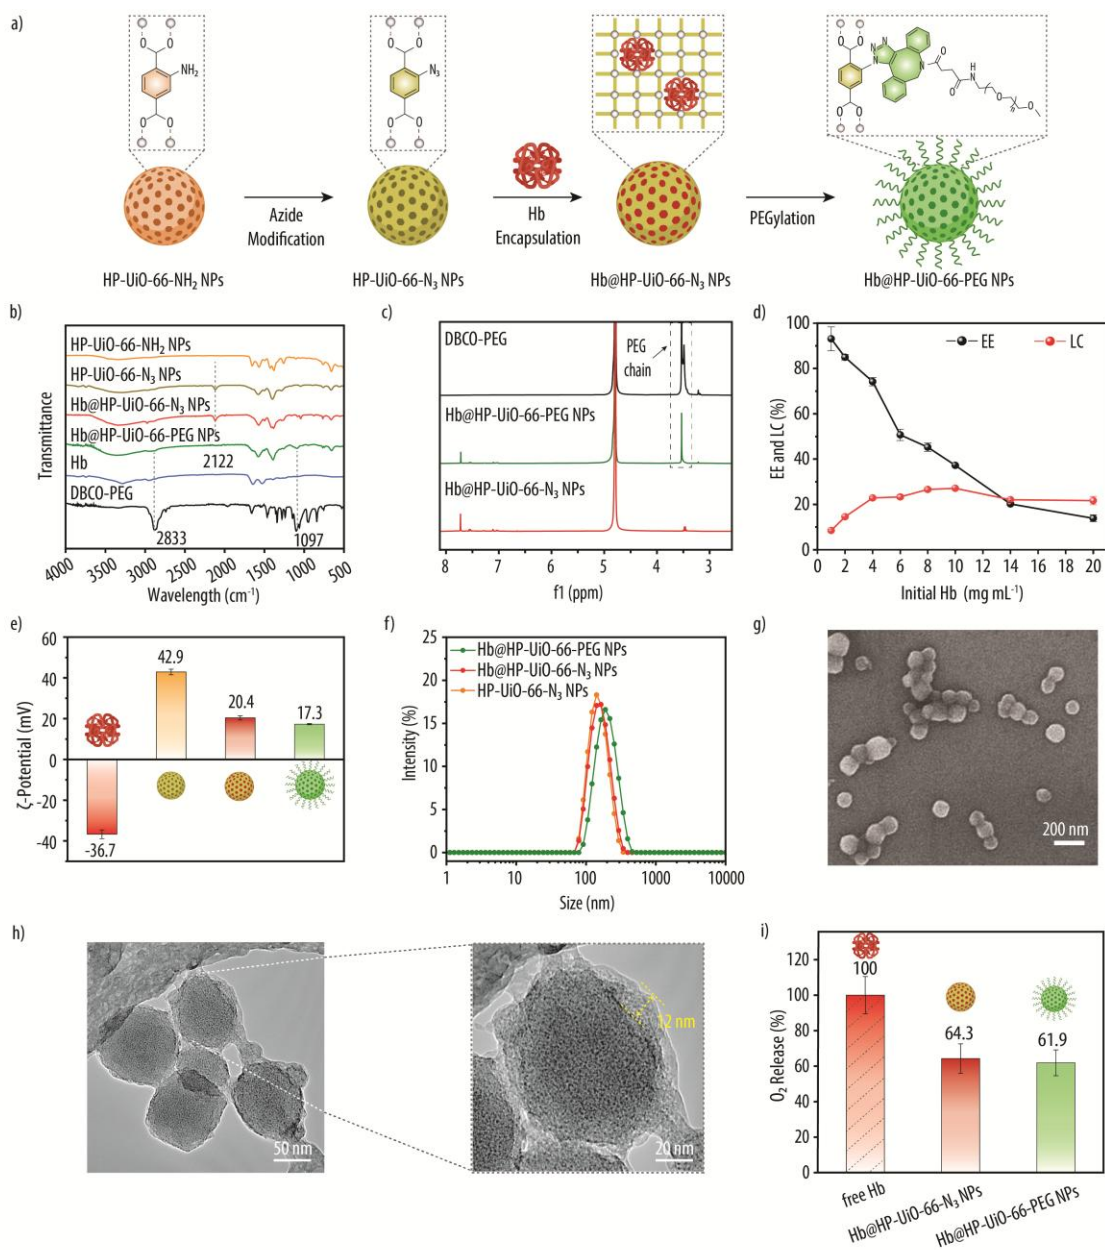 a)
O O
O O
NH₂
O O
O O
O O
O O
N₃
O O
O O
O O
O O
N
N
N
N
O
O
H
N
O
n
O
O O
Azide
Modification
Hb
Encapsulation
PEGylation
HP-UiO-66-NH₂ NPs
HP-UiO-66-N₃ NPs
Hb@HP-UiO-66-N₃ NPs
Hb@HP-UiO-66-PEG NPs
b)
HP-UiO-66-NH₂ NPs
HP-UiO-66-N₃ NPs
Hb@HP-UiO-66-N₃ NPs
Hb@HP-UiO-66-PEG NPs
2122
Hb
DBCO-PEG
2833
1097
Transmittance
4000 3500 3000 2500 2000 1500 1000 500
Wavelength (cm⁻¹)
c)
DBCO-PEG
PEG
chain
Hb@HP-UiO-66-PEG NPs
Hb@HP-UiO-66-N₃ NPs
8 7 6 5 4 3
f1 (ppm)
d)
EE LC
100
80
60
40
20
0
EE and LC (%)
0 2 4 6 8 10 12 14 16 18 20
Initial Hb (mg mL⁻¹)
e)
60
40
20
0
-20
-40
ζ-Potential (mV)
42.9
20.4
17.3
-36.7
f)
Hb@HP-UiO-66-PEG NPs
Hb@HP-UiO-66-N₃ NPs
HP-UiO-66-N₃ NPs
25
20
15
10
5
0
Intensity (%)
1 10 100 1000 10000
Size (nm)
g)
200 nm
h)
50 nm
12 nm
20 nm
i)
120
100
80
60
40
20
0
O₂ Release (%)
100
64.3
61.9
free Hb
Hb@HP-UiO-66-N₃ NPs
Hb@HP-UiO-66-PEG NPs